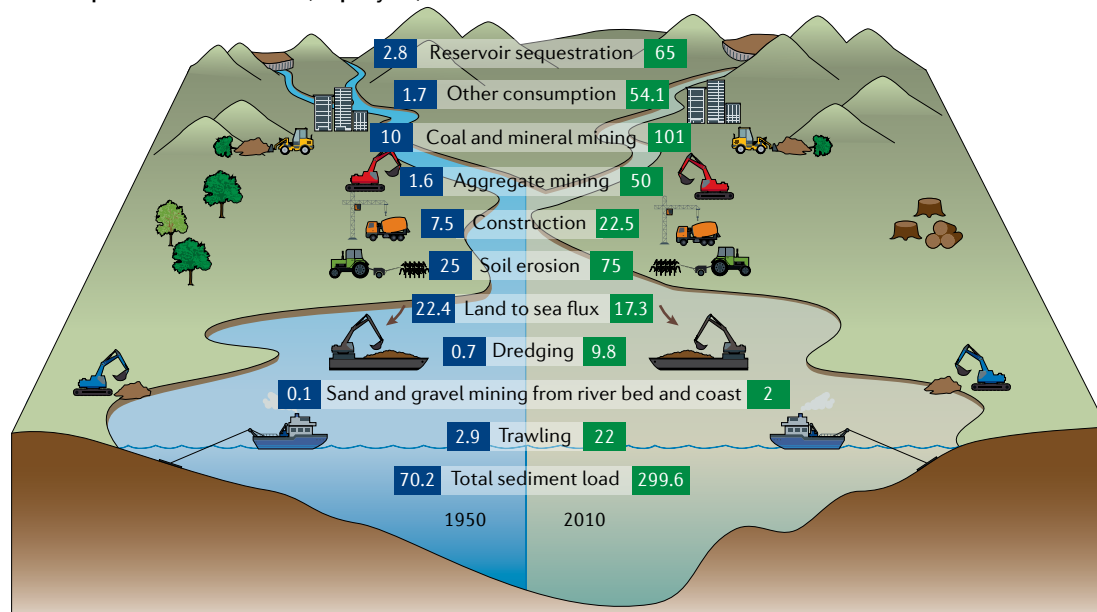 2.8 Reservoir sequestration 65
1.7 Other consumption 54.1
10 Coal and mineral mining 101
1.6 Aggregate mining 50
7.5 Construction 22.5
25 Soil erosion 75
22.4 Land to sea flux 17.3
0.7 Dredging 9.8
0.1 Sand and gravel mining from river bed and coast 2
2.9 Trawling 22
70.2 Total sediment load 299.6
1950 2010